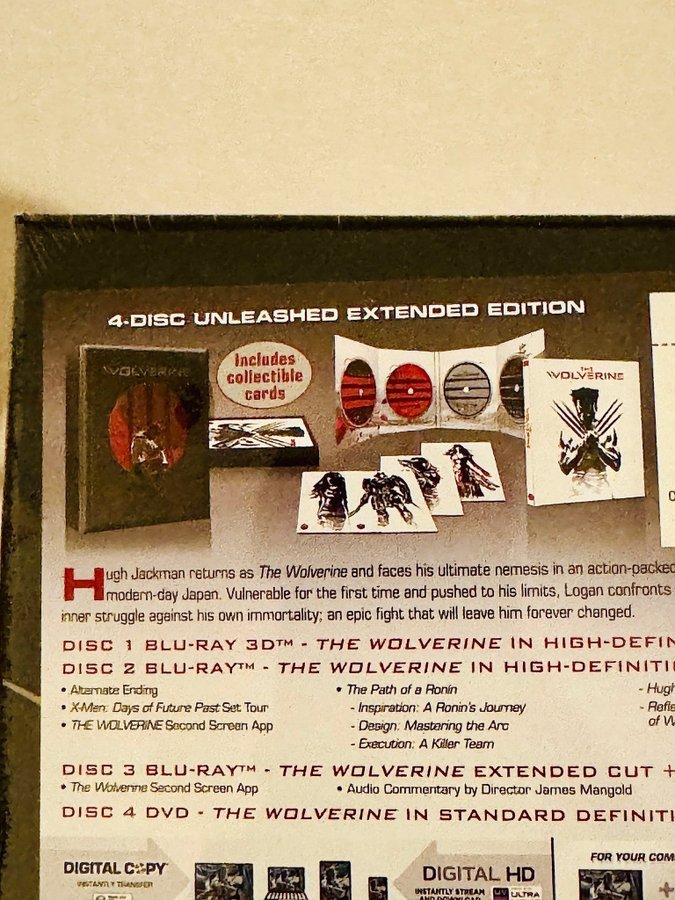 4-DISC UNLEASHED EXTENDED EDITION
WOLVERINE
Includes
collectible
cards
THE
WOLVERINE
Hugh Jackman returns as The Wolverine and faces his ultimate nemesis in an action-packed
modern-day Japan. Vulnerable for the first time and pushed to his limits, Logan confronts
inner struggle against his own immortality; an epic fight that will leave him forever changed.
DISC 1 BLU-RAY 3D™ - THE WOLVERINE IN HIGH-DEFIN
DISC 2 BLU-RAY™ - THE WOLVERINE IN HIGH-DEFINITI
• Alternate Ending
• X-Men: Days of Future Past Set Tour
• THE WOLVERINE Second Screen App
• The Path of a Ronin
- Inspiration: A Ronin's Journey
- Design: Mastering the Arc
- Execution: A Killer Team
- Hugh
- Refle
of W
DISC 3 BLU-RAY™ - THE WOLVERINE EXTENDED CUT +
• The Wolverine Second Screen App
• Audio Commentary by Director James Mangold
DISC 4 DVD - THE WOLVERINE IN STANDARD DEFINITI
DIGITAL COPY
INSTANTLY TRANSFER
DIGITAL HD
INSTANTLY STREAM
AND DOWNLOAD
ULTRA
FOR YOUR COM